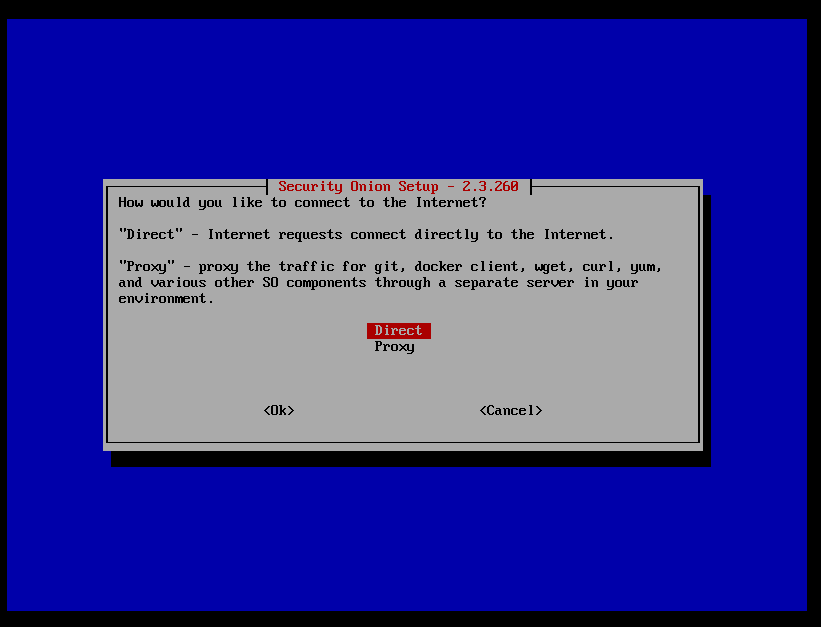 Security Onion Setup - 2.3.260
How would you like to connect to the Internet?
"Direct" - Internet requests connect directly to the Internet.
"Proxy" - proxy the traffic for git, docker client, wget, curl, yum,
and various other SO components through a separate server in your
environment.
Direct
Proxy
<Ok> <Cancel>